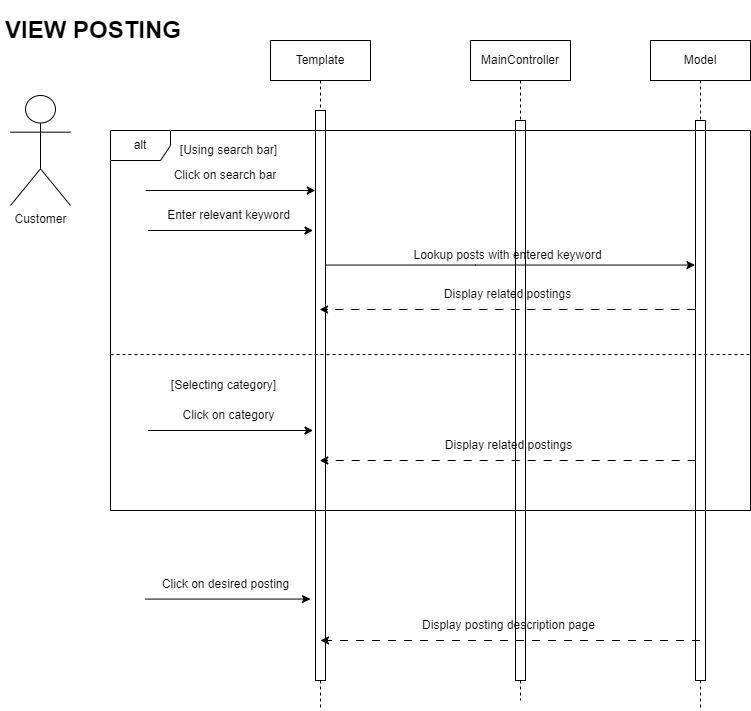 VIEW POSTING
Template
MainController
Model
alt
[Using search bar]
Click on search bar
Customer
Enter relevant keyword
Lookup posts with entered keyword
Display related postings
[Selecting category]
Click on category
Display related postings
Click on desired posting
Display posting description page